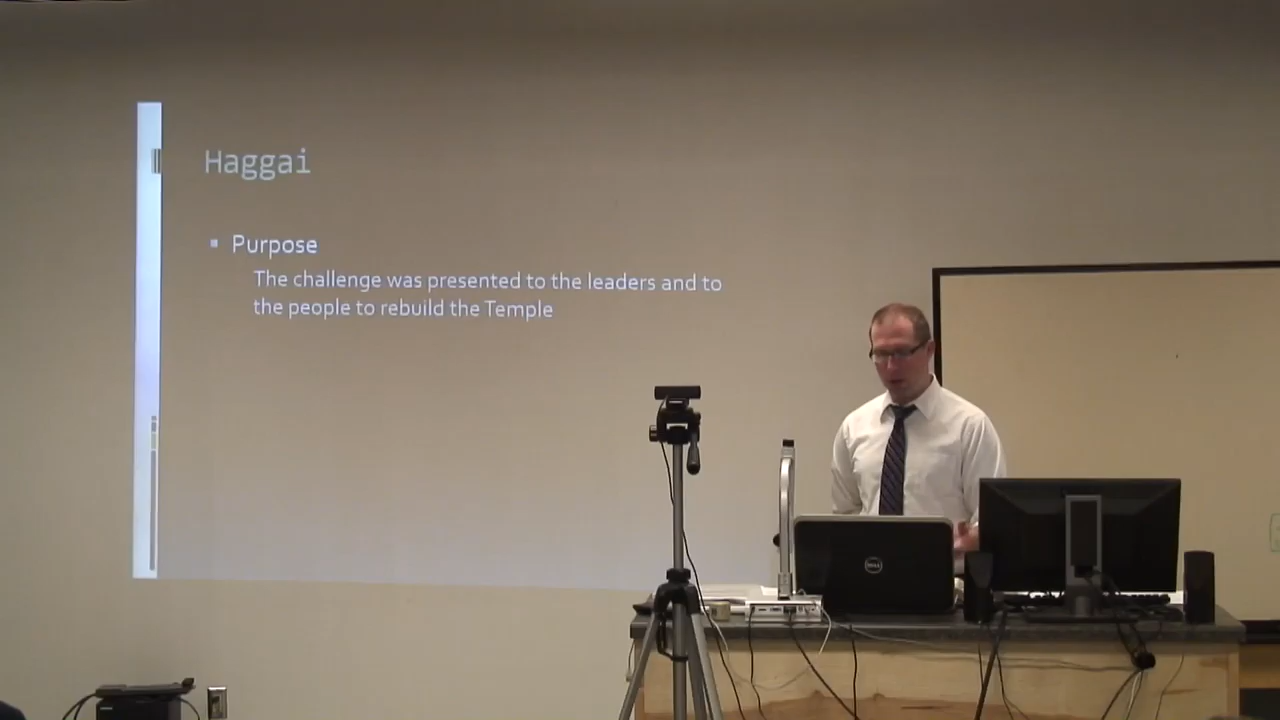 Haggai
Purpose
The challenge was presented to the leaders and to
the people to rebuild the Temple
DELL